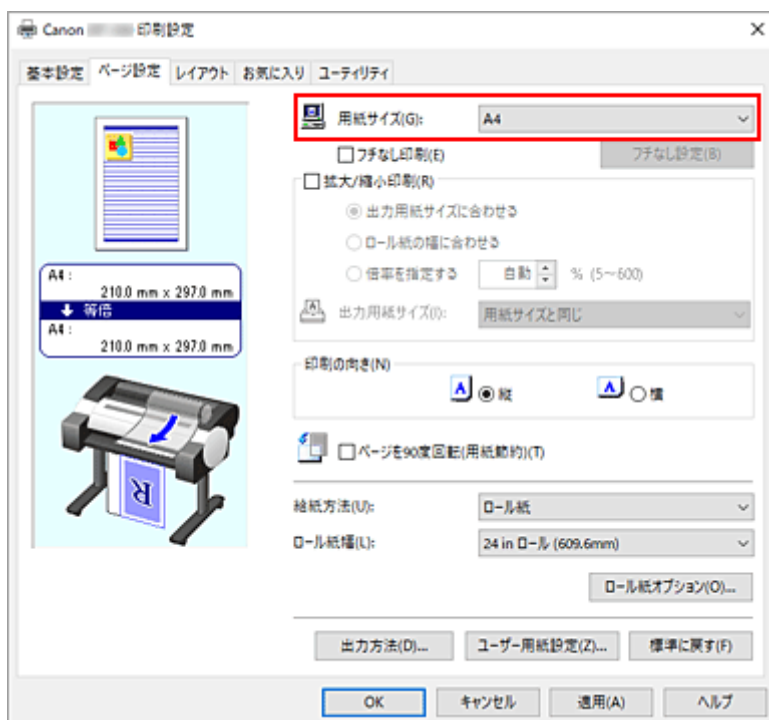 Canon 印刷設定
基本設定 ページ設定 レイアウト お気に入り ユーティリティ
用紙サイズ(G): A4
フチなし印刷(E) フチなし設定(B)
拡大/縮小印刷(R)
出力用紙サイズに合わせる
ロール紙の幅に合わせる
倍率を指定する 自動 % (5～600)
出力用紙サイズ(I): 用紙サイズと同じ
A4 :
210.0 mm x 297.0 mm
等倍
A4 :
210.0 mm x 297.0 mm
印刷の向き(N)
A 縦 A 横
ページを90度回転(用紙節約)(T)
R
給紙方法(U): ロール紙
ロール紙幅(L): 24 in ロール (609.6mm)
ロール紙オプション(O)...
出力方法(D)... ユーザー用紙設定(Z)... 標準に戻す(F)
OK キャンセル 適用(A) ヘルプ